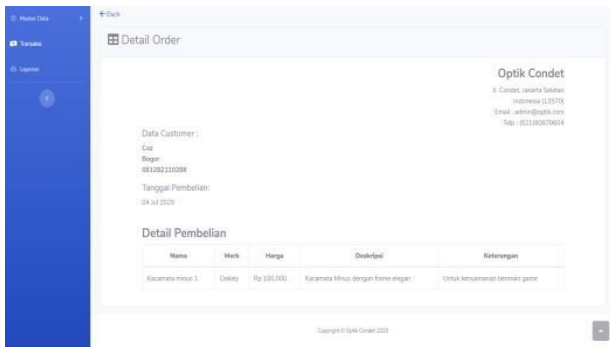 Master Data
Transaksi
Laporan
Back
Detail Order
Optik Condet
Jl. Condet, Jakarta Selatan
Indonesia (13570)
Email : admin@optik.com
Telp : (021)80879604
Data Customer :
Cuz
Bogor
081282110288
Tanggal Pembelian:
04 Jul 2020
Detail Pembelian
Nama Merk Harga Deskripsi Keterangan
Kacamata minus 1 Oakley Rp 100,000 Kacamata Minus dengan frame elegan Untuk kenyamanan bermain game
Copyright © Optik Condet 2020